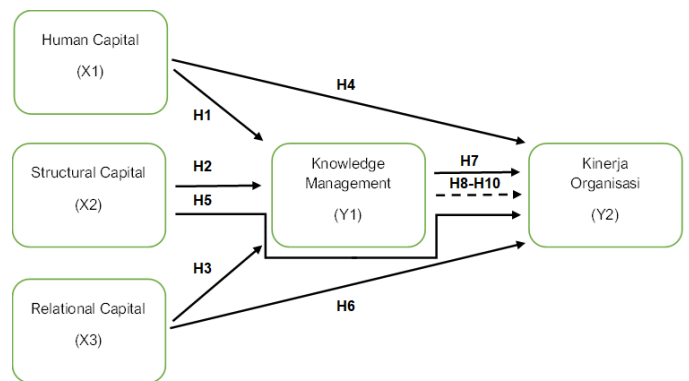 Human Capital
(X1)
H4
H1
Structural Capital
(X2)
H2
H5
Knowledge
Management
(Y1)
H7
H8-H10
Kinerja
Organisasi
(Y2)
H3
Relational Capital
(X3)
H6